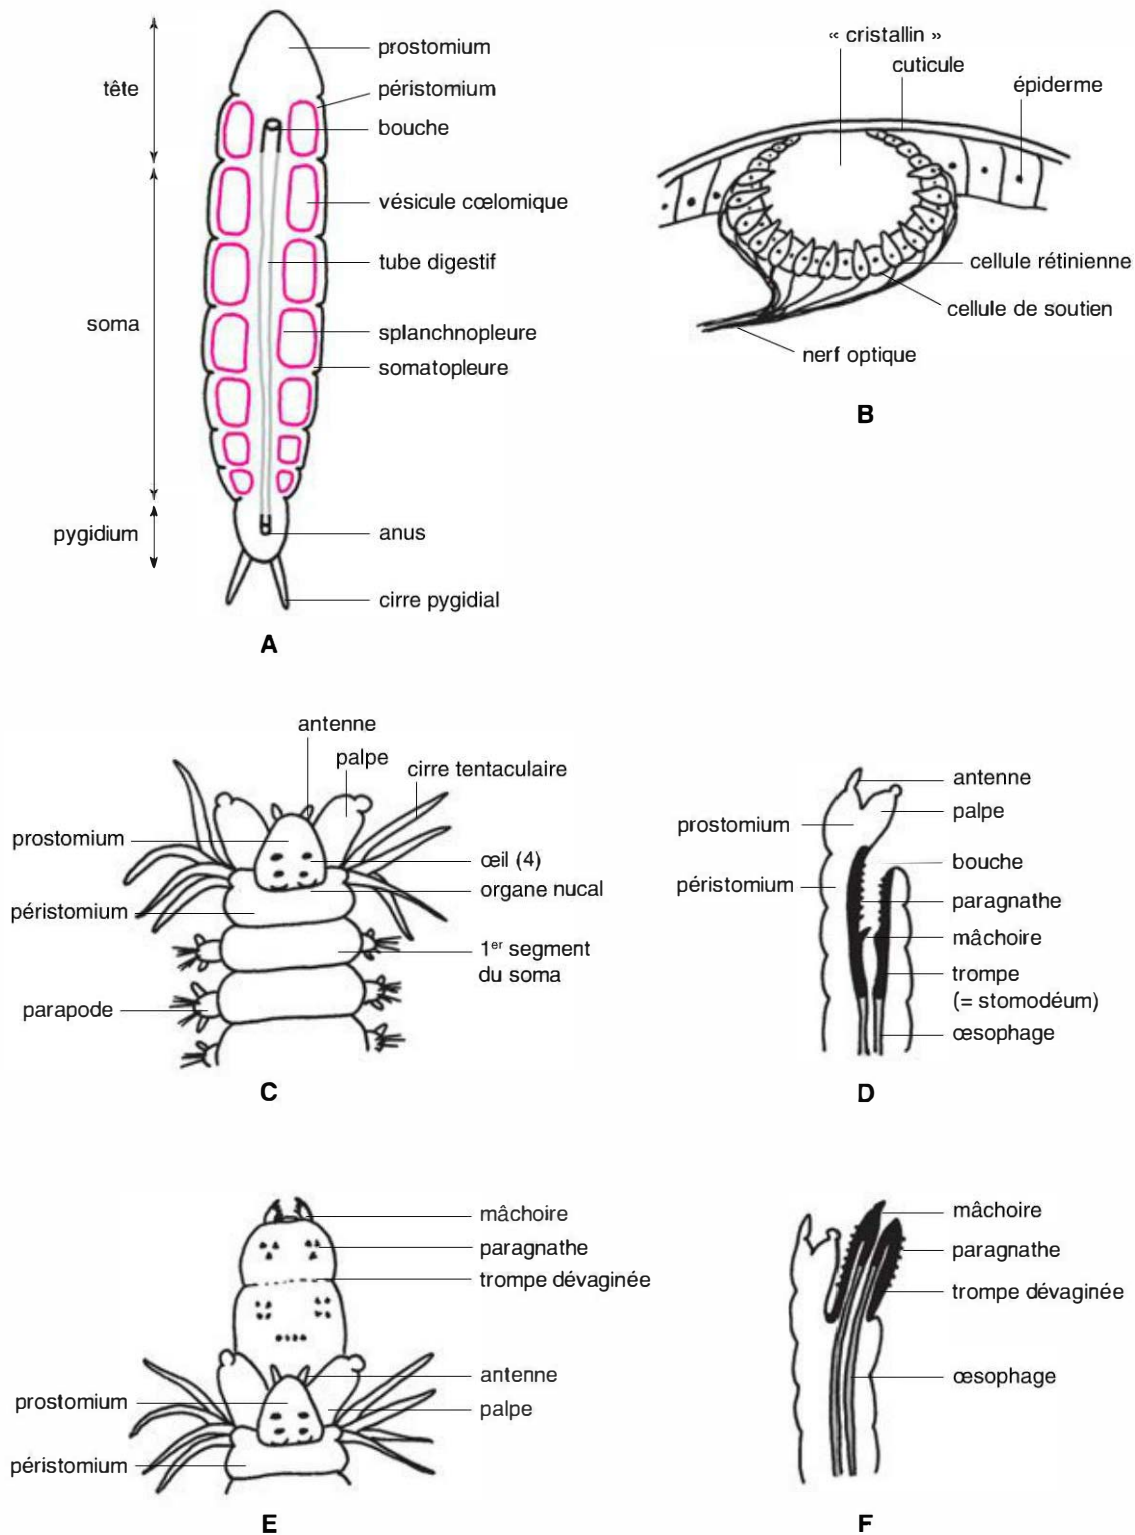 prostomium
tête
péristomium
bouche
vésicule cœlomique
tube digestif
soma
splanchnopleure
somatopleure
pygidium
anus
cirre pygidial
A
« cristallin »
cuticule
épiderme
cellule rétinienne
cellule de soutien
nerf optique
B
antenne
palpe
cirre tentaculaire
prostomium
œil (4)
organe nucal
péristomium
1er segment
du soma
parapode
C
antenne
palpe
prostomium
bouche
péristomium
paragnathe
mâchoire
trompe
(= stomodéum)
œsophage
D
mâchoire
paragnathe
trompe dévaginée
antenne
prostomium
palpe
péristomium
E
mâchoire
paragnathe
trompe dévaginée
œsophage
F